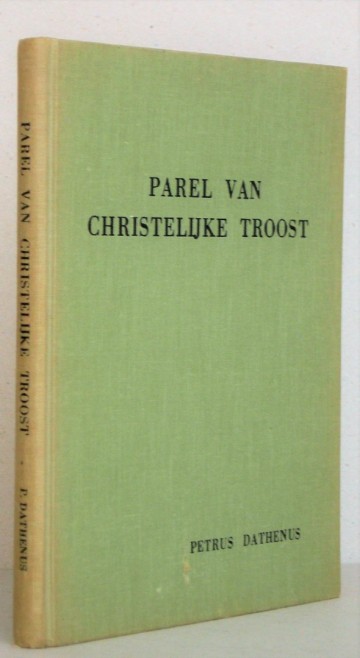 PAREL VAN
CHRISTELIJKE TROOST
PETRUS DATHENUS
PAREL VAN CHRISTELIJKE TROOST - P. DATHENUS